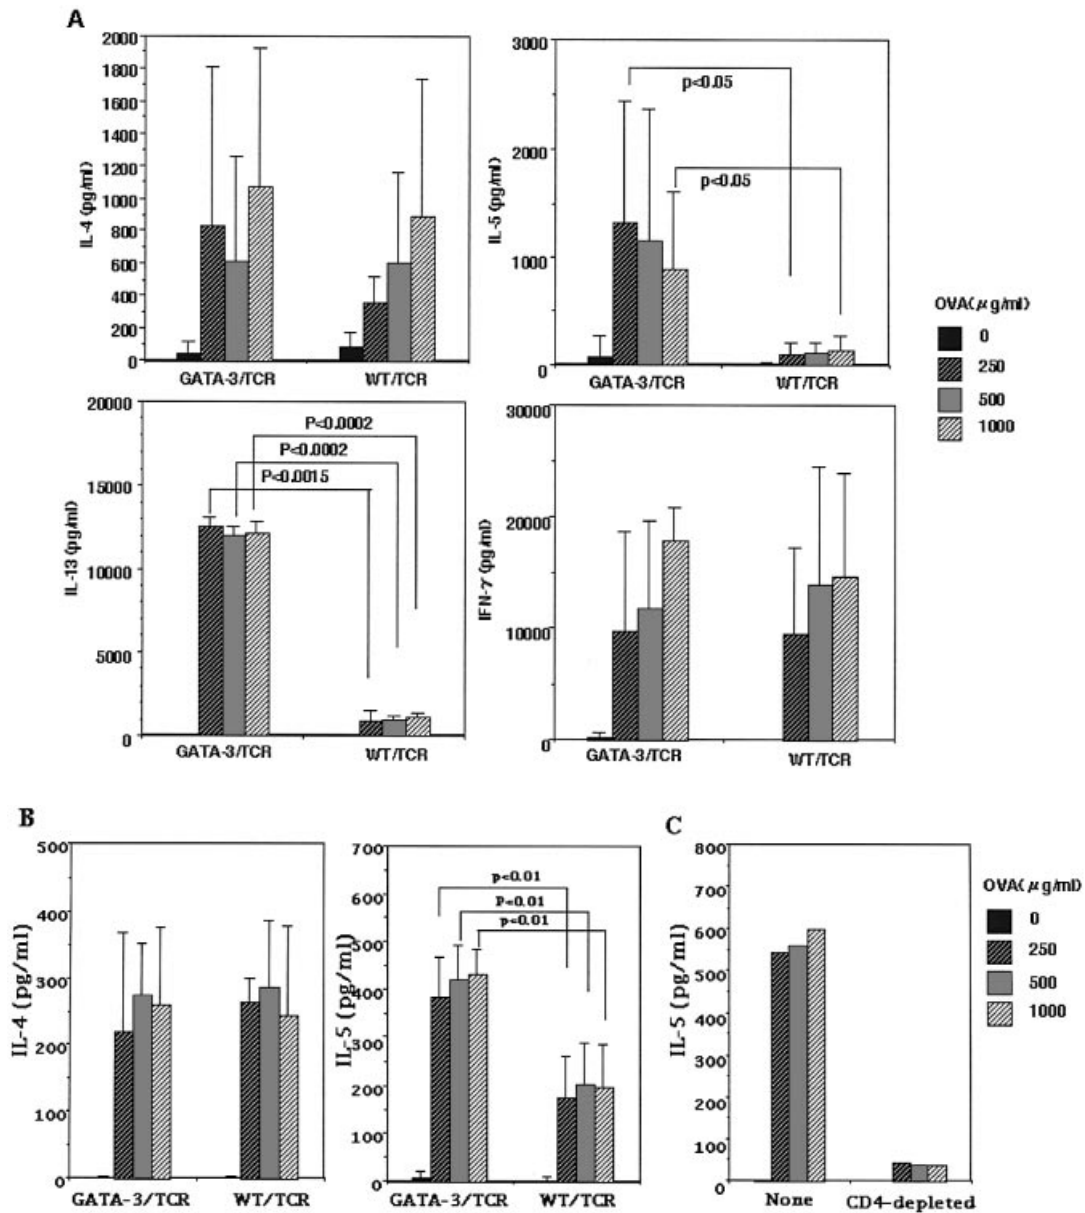 A
2000
1800
1600
1400
1200
1000
800
600
400
200
0
IL-4 (pg/ml)
GATA-3/TCR WT/TCR
3000
2000
1000
0
IL-5 (pg/ml)
p<0.05
p<0.05
GATA-3/TCR WT/TCR
OVA(μg/ml)
0
250
500
1000
20000
15000
10000
5000
0
IL-13 (pg/ml)
P<0.0002
P<0.0002
P<0.0015
GATA-3/TCR WT/TCR
30000
20000
10000
0
IFN-γ (pg/ml)
GATA-3/TCR WT/TCR
B
500
400
300
200
100
0
IL-4 (pg/ml)
GATA-3/TCR WT/TCR
700
600
500
400
300
200
100
0
IL-5 (pg/ml)
p<0.01
P<0.01
p<0.01
GATA-3/TCR WT/TCR
C
800
700
600
500
400
300
200
100
0
IL-5 (pg/ml)
None CD4-depleted
OVA(μg/ml)
0
250
500
1000